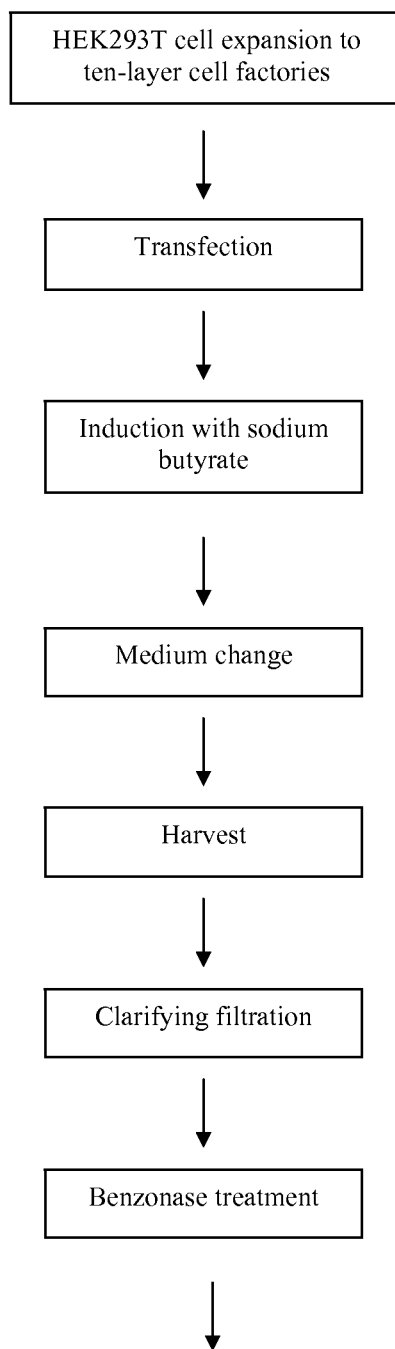 HEK293T cell expansion to
ten-layer cell factories
Transfection
Induction with sodium
butyrate
Medium change
Harvest
Clarifying filtration
Benzonase treatment